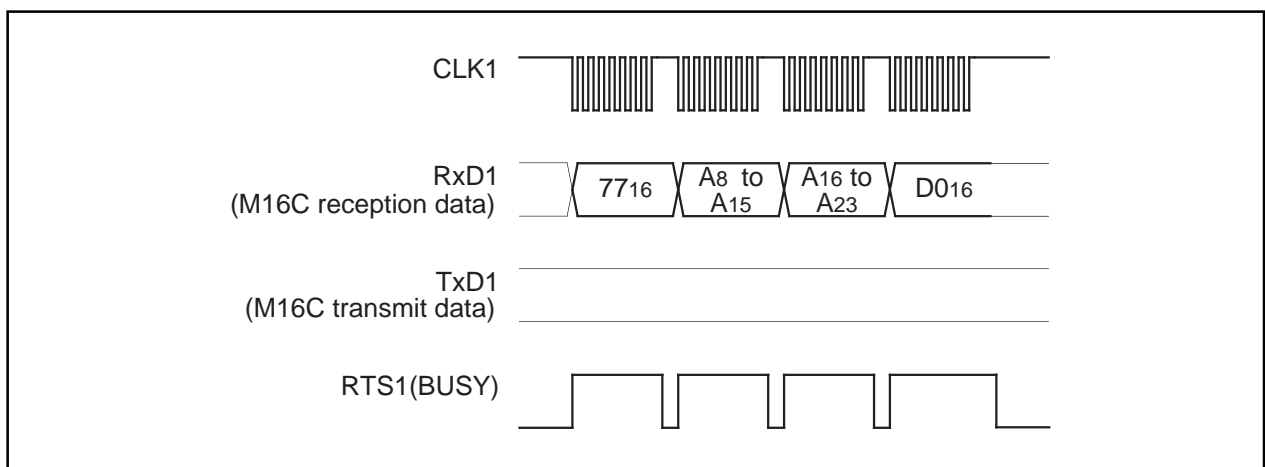 CLK1
RxD1
(M16C reception data)
7716
A8 to
A15
A16 to
A23
D016
TxD1
(M16C transmit data)
RTS1(BUSY)